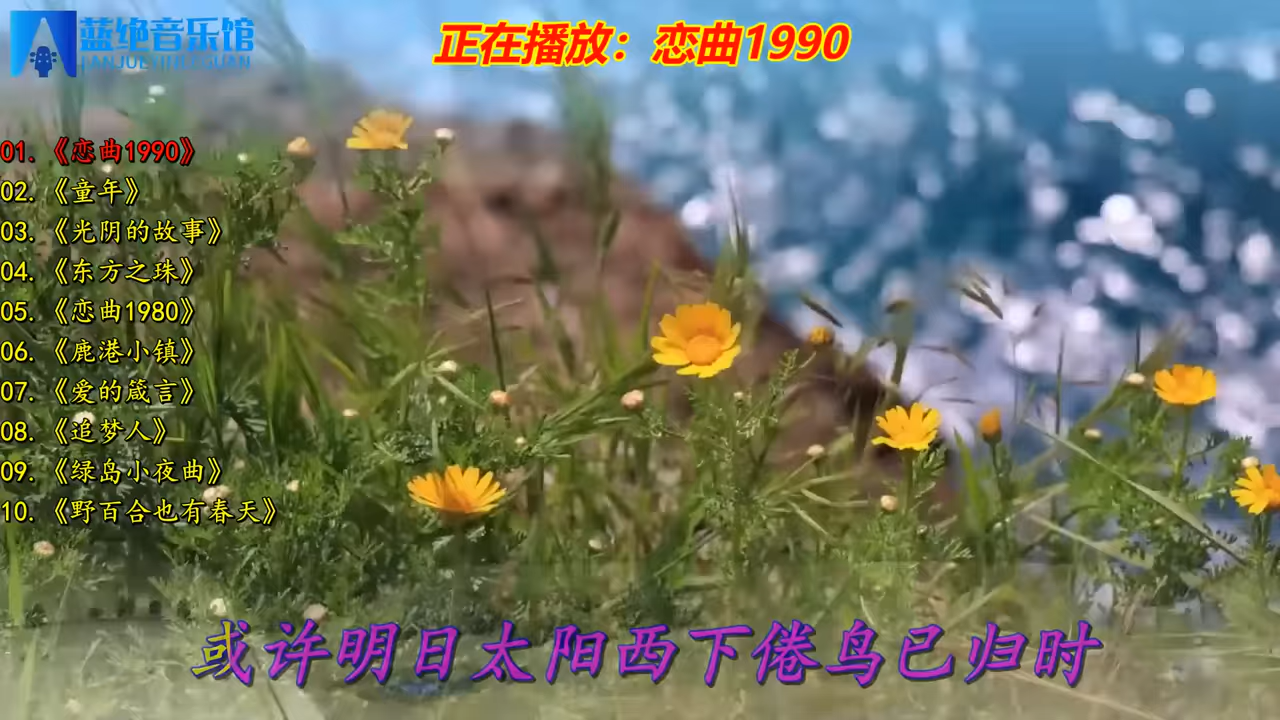 蓝绝音乐馆
LANJUEYINLEGUAN
正在播放：恋曲1990
01.《恋曲1990》
02.《童年》
03.《光阴的故事》
04.《东方之珠》
05.《恋曲1980》
06.《鹿港小镇》
07.《爱的箴言》
08.《追梦人》
09.《绿岛小夜曲》
10.《野百合也有春天》
或许明日太阳西下倦鸟已归时